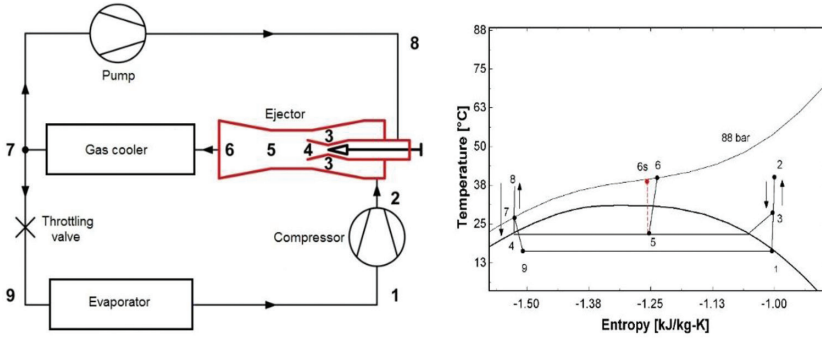 8
Pump
Ejector
3
7
Gas cooler
6
5
4
3
2
Throttling
valve
Compressor
9
Evaporator
1
Temperature [°C]
88
75
63
50
38
25
13
88 bar
6s
6
2
8
7
3
4
5
9
1
-1.50
-1.38
-1.25
-1.13
-1.00
Entropy [kJ/kg-K]